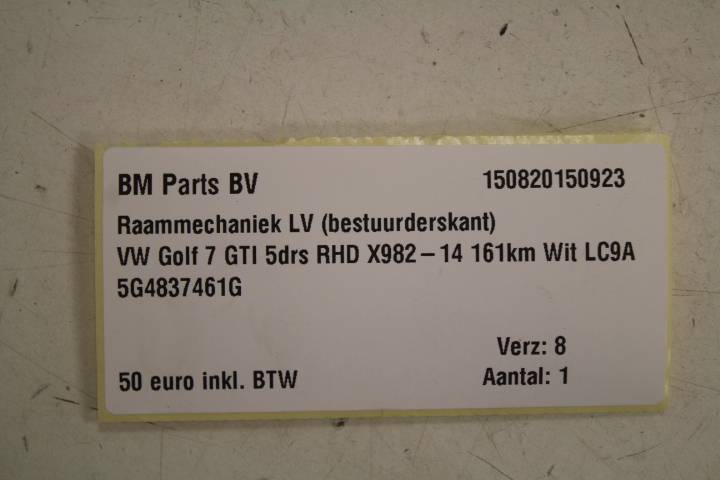 BM Parts BV 150820150923
Raammechaniek LV (bestuurderskant)
VW Golf 7 GTI 5drs RHD X982 – 14 161km Wit LC9A
5G4837461G
Verz: 8
50 euro inkl. BTW Aantal: 1